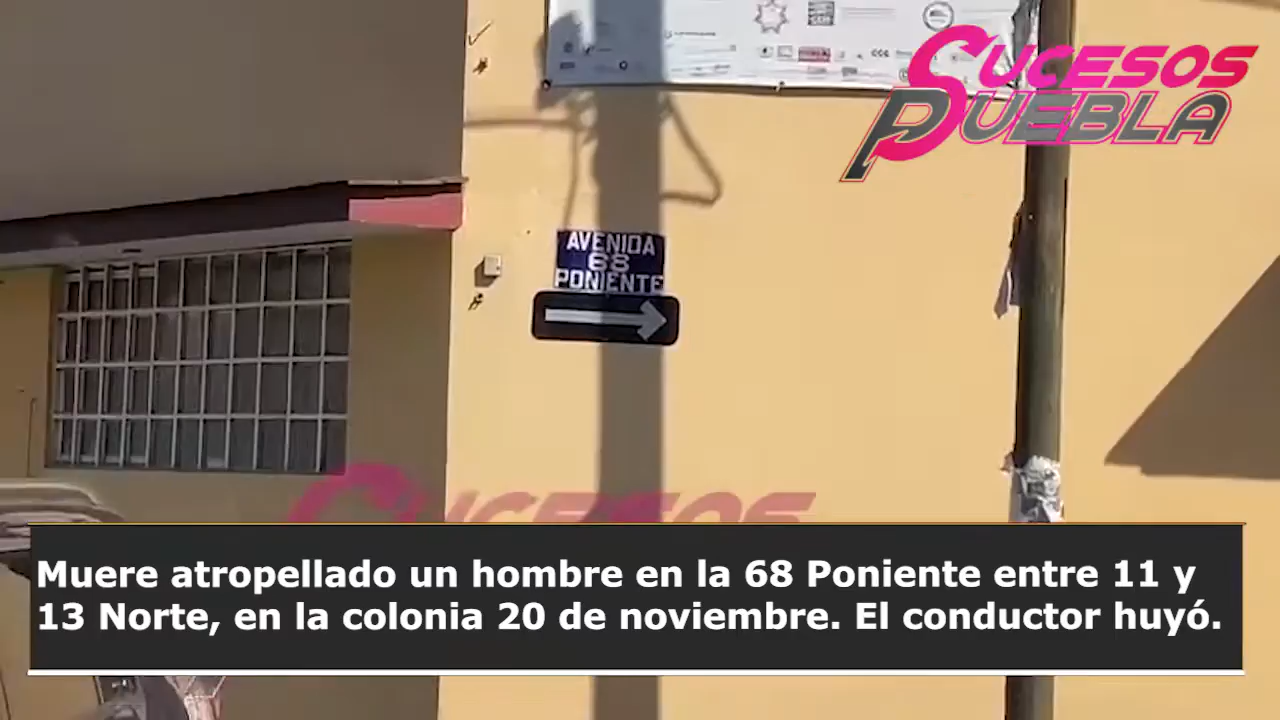 SUCESOS
PUEBLA
AVENIDA
68
PONIENTE
SUCESOS
Muere atropellado un hombre en la 68 Poniente entre 11 y
13 Norte, en la colonia 20 de noviembre. El conductor huyó.